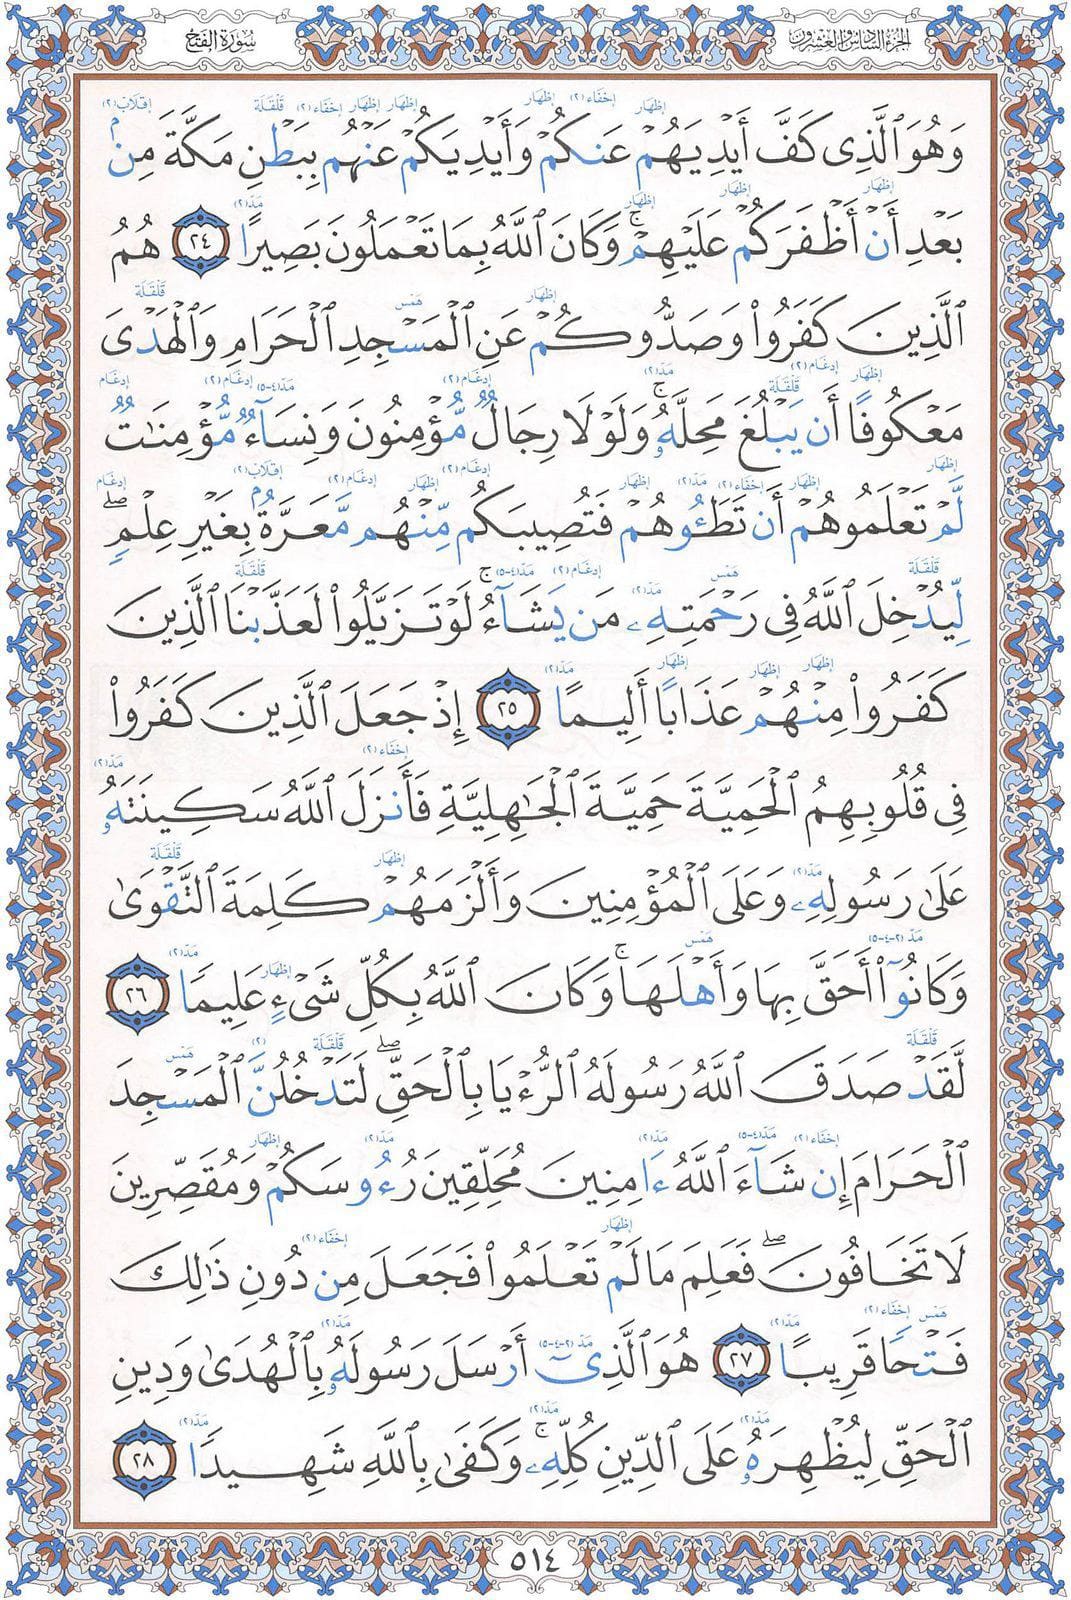 سورة الفتح
الجزء السادس والعشرون
وَهُوَ ٱلَّذِى كَفَّ أَيْدِيَهُمْ عَنكُمْ وَأَيْدِيَكُمْ عَنْهُم بِبَطْنِ مَكَّةَ مِنۢ
بَعْدِ أَنْ أَظْفَرَكُمْ عَلَيْهِمْ ۚ وَكَانَ ٱللَّهُ بِمَا تَعْمَلُونَ بَصِيرًا ٢٤ هُمُ
ٱلَّذِينَ كَفَرُوا۟ وَصَدُّوكُمْ عَنِ ٱلْمَسْجِدِ ٱلْحَرَامِ وَٱلْهَدْىَ
مَعْكُوفًا أَن يَبْلُغَ مَحِلَّهُۥ ۚ وَلَوْلَا رِجَالٌ مُّؤْمِنُونَ وَنِسَآءٌ مُّؤْمِنَـٰتٌ
لَّمْ تَعْلَمُوهُمْ أَن تَطَـُٔوهُمْ فَتُصِيبَكُم مِّنْهُم مَّعَرَّةٌۢ بِغَيْرِ عِلْمٍ ۖ
لِّيُدْخِلَ ٱللَّهُ فِى رَحْمَتِهِۦ مَن يَشَآءُ ۚ لَوْ تَزَيَّلُوا۟ لَعَذَّبْنَا ٱلَّذِينَ
كَفَرُوا۟ مِنْهُمْ عَذَابًا أَلِيمًا ٢٥ إِذْ جَعَلَ ٱلَّذِينَ كَفَرُوا۟
فِى قُلُوبِهِمُ ٱلْحَمِيَّةَ حَمِيَّةَ ٱلْجَـٰهِلِيَّةِ فَأَنزَلَ ٱللَّهُ سَكِينَتَهُۥ
عَلَىٰ رَسُولِهِۦ وَعَلَى ٱلْمُؤْمِنِينَ وَأَلْزَمَهُمْ كَلِمَةَ ٱلتَّقْوَىٰ
وَكَانُوٓا۟ أَحَقَّ بِهَا وَأَهْلَهَا ۚ وَكَانَ ٱللَّهُ بِكُلِّ شَىْءٍ عَلِيمًا ٢٦
لَّقَدْ صَدَقَ ٱللَّهُ رَسُولَهُ ٱلرُّءْيَا بِٱلْحَقِّ ۖ لَتَدْخُلُنَّ ٱلْمَسْجِدَ
ٱلْحَرَامَ إِن شَآءَ ٱللَّهُ ءَامِنِينَ مُحَلِّقِينَ رُءُوسَكُمْ وَمُقَصِّرِينَ
لَا تَخَافُونَ ۖ فَعَلِمَ مَا لَمْ تَعْلَمُوا۟ فَجَعَلَ مِن دُونِ ذَٰلِكَ
فَتْحًا قَرِيبًا ٢٧ هُوَ ٱلَّذِىٓ أَرْسَلَ رَسُولَهُۥ بِٱلْهُدَىٰ وَدِينِ
ٱلْحَقِّ لِيُظْهِرَهُۥ عَلَى ٱلدِّينِ كُلِّهِۦ ۚ وَكَفَىٰ بِٱللَّهِ شَهِيدًا ٢٨
٥١٤